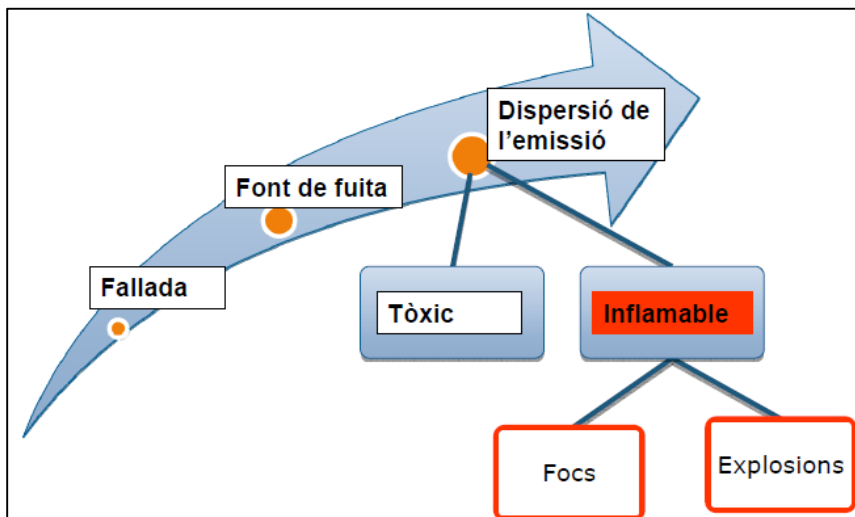 Dispersió de
l'emissió
Font de fuita
Fallada
Tòxic
Inflamable
Focs
Explosions